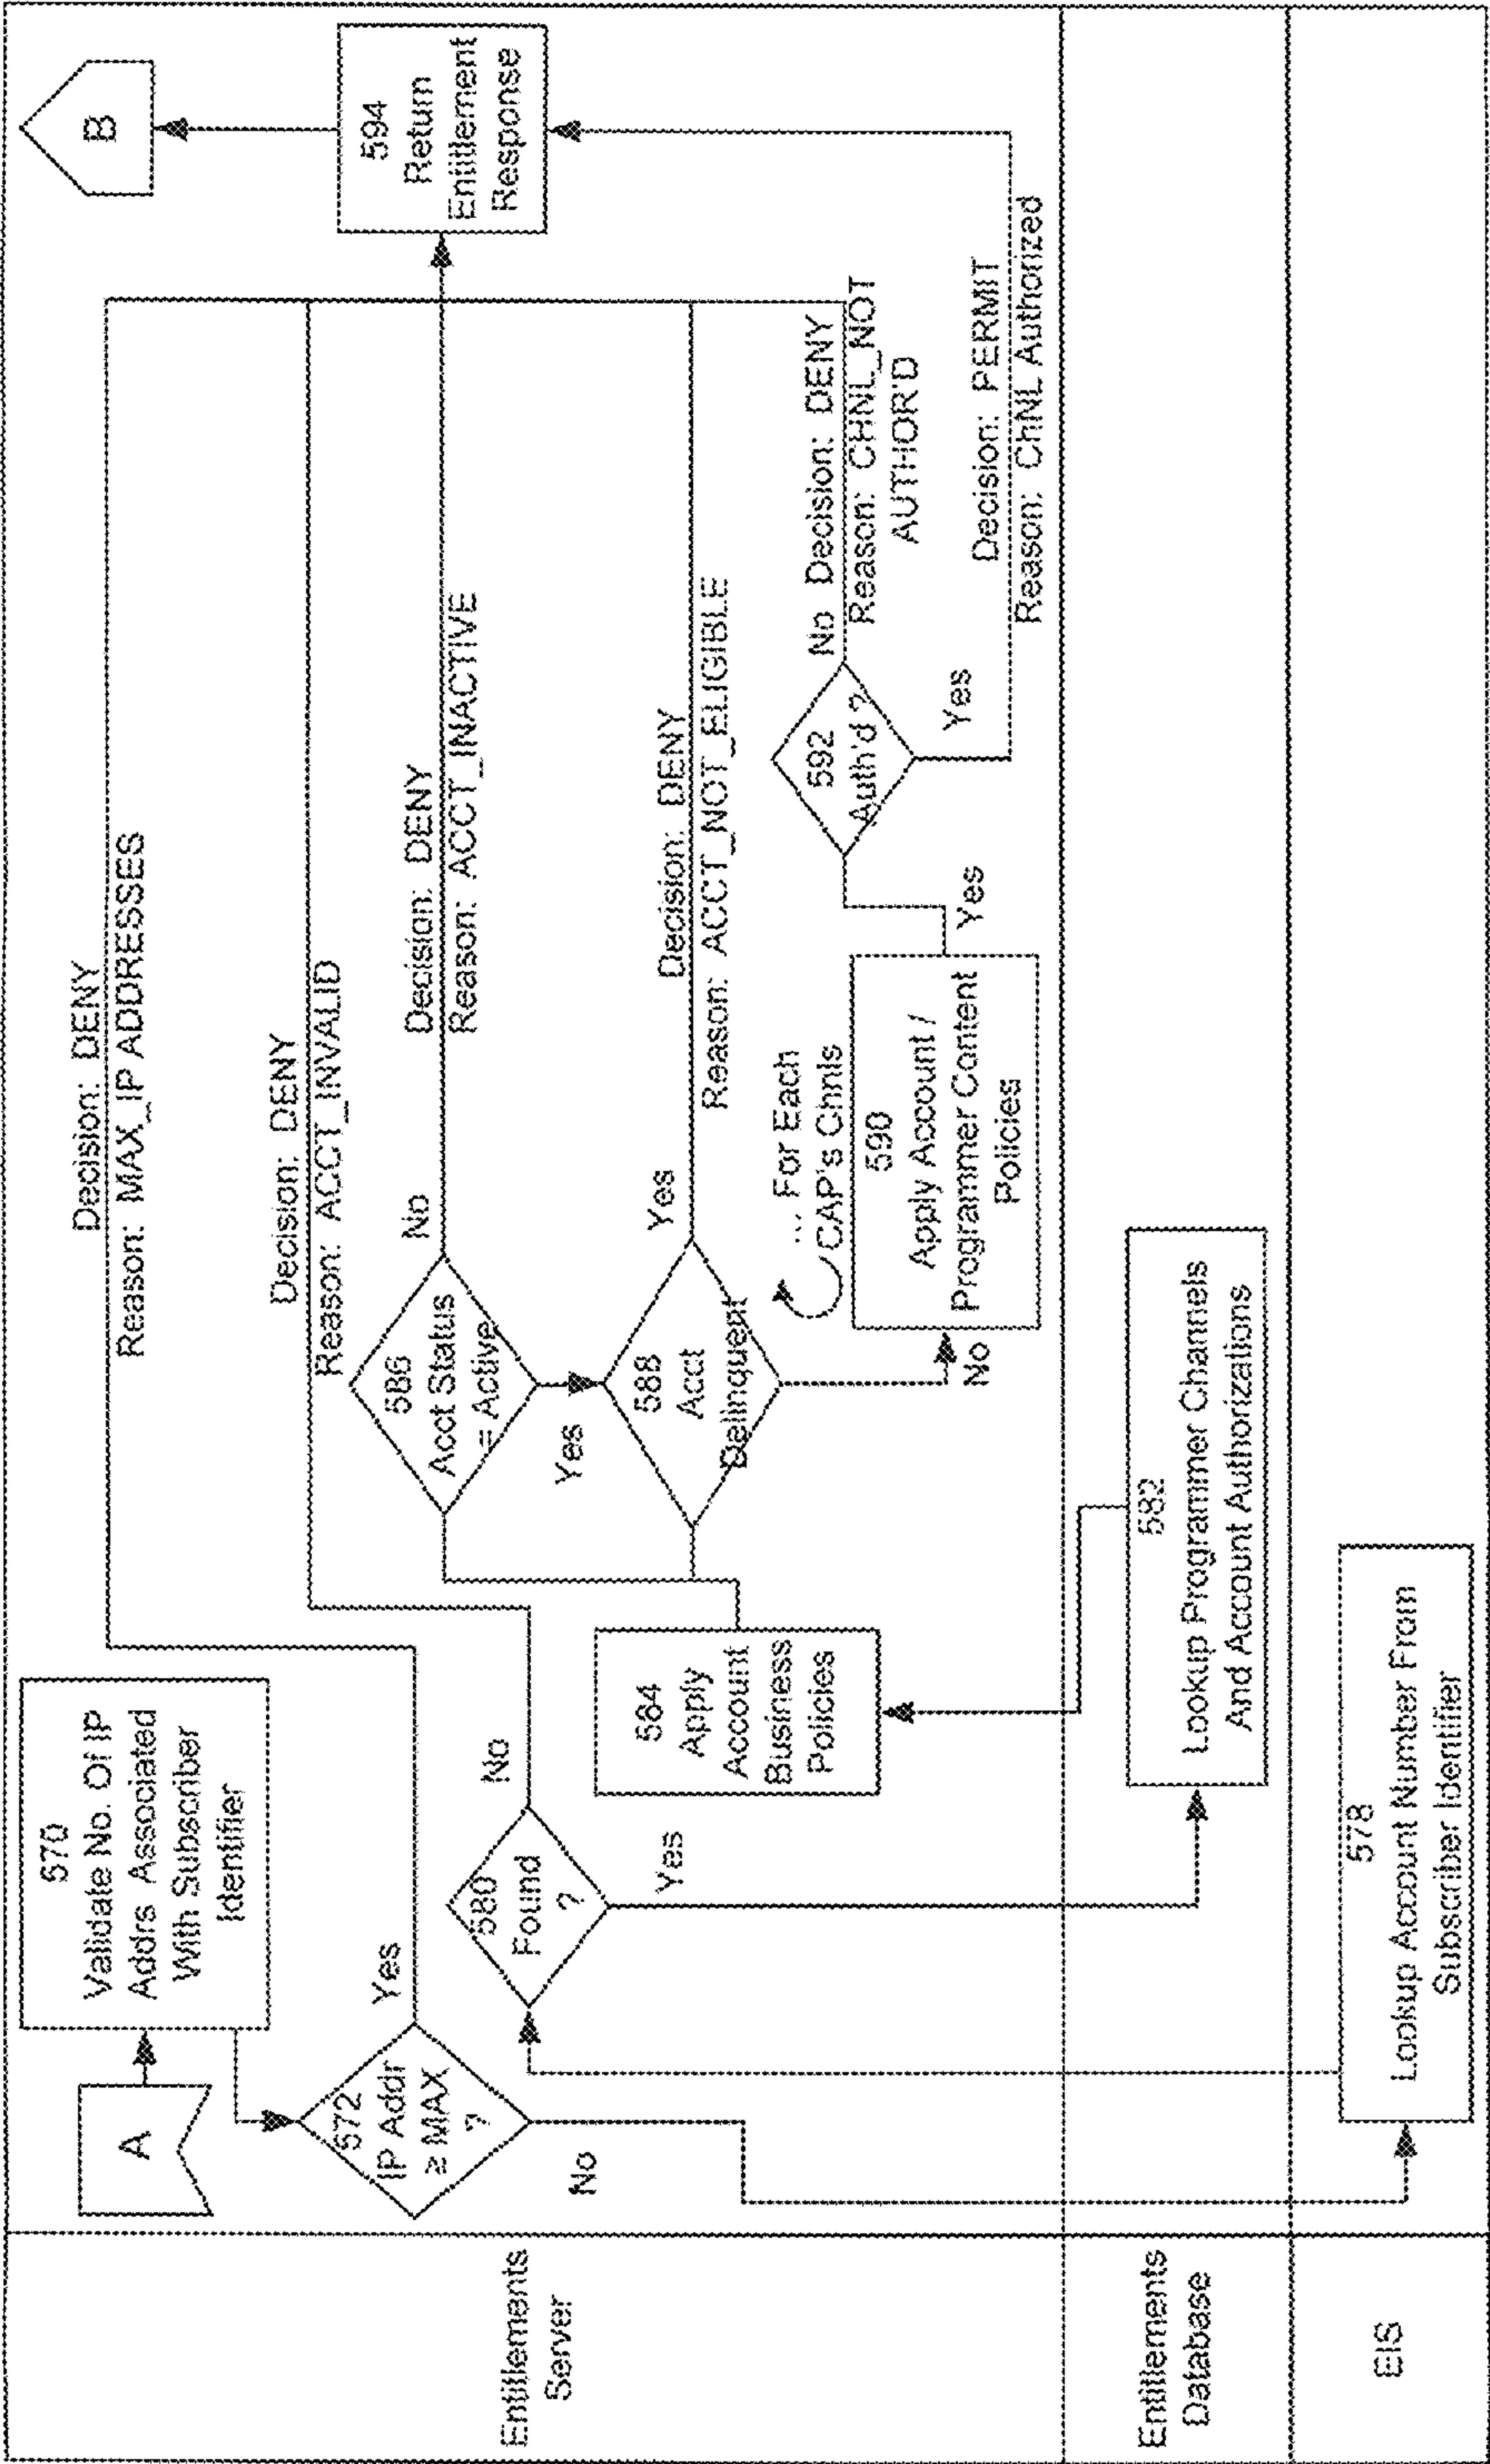 Entitlements
Server
Entitlements
Database
EIS
A
570
Validate No. Of IP
Addrs Associated
With Subscriber
Identifier
572
IP Addr
≥ MAX
?
Yes
No
Decision: DENY
Reason: MAX_IP ADDRESSES
578
Lookup Account Number From
Subscriber Identifier
580
Found
?
No
Yes
Decision: DENY
Reason: ACCT_INVALID
582
Lookup Programmer Channels
And Account Authorizations
584
Apply
Account
Business
Policies
586
Acct Status
= Active
No
Yes
Decision: DENY
Reason: ACCT_INACTIVE
588
Acct
Delinquent
Yes
No
Decision: DENY
Reason: ACCT_NOT_ELIGIBLE
... For Each
CAP's Chnls
590
Apply Account /
Programmer Content
Policies
Yes
592
Auth'd ?
No Decision: DENY
Reason: CHNL_NOT
AUTHOR'D
Yes
Decision: PERMIT
Reason: ChNL Authorized
594
Return
Entitlement
Response
B